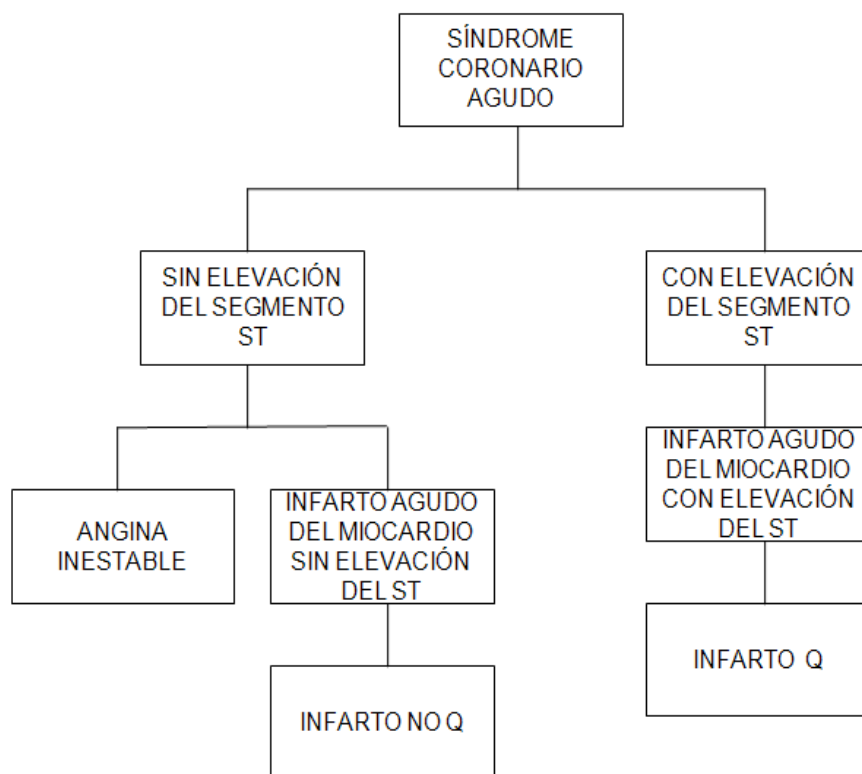 SÍNDROME
CORONARIO
AGUDO
SIN ELEVACIÓN
DEL SEGMENTO
ST
CON ELEVACIÓN
DEL SEGMENTO
ST
ANGINA
INESTABLE
INFARTO AGUDO
DEL MIOCARDIO
SIN ELEVACIÓN
DEL ST
INFARTO AGUDO
DEL MIOCARDIO
CON ELEVACIÓN
DEL ST
INFARTO NO Q
INFARTO Q